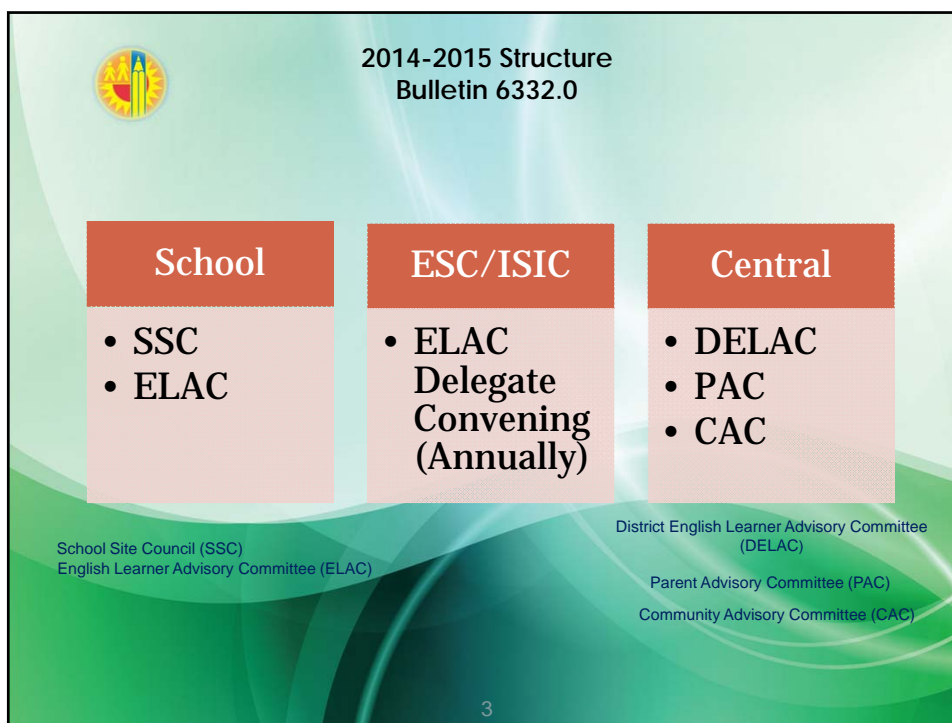 2014-2015 Structure
Bulletin 6332.0
School
• SSC
• ELAC
ESC/ISIC
• ELAC
Delegate
Convening
(Annually)
Central
• DELAC
• PAC
• CAC
School Site Council (SSC)
English Learner Advisory Committee (ELAC)
District English Learner Advisory Committee
(DELAC)
Parent Advisory Committee (PAC)
Community Advisory Committee (CAC)
3